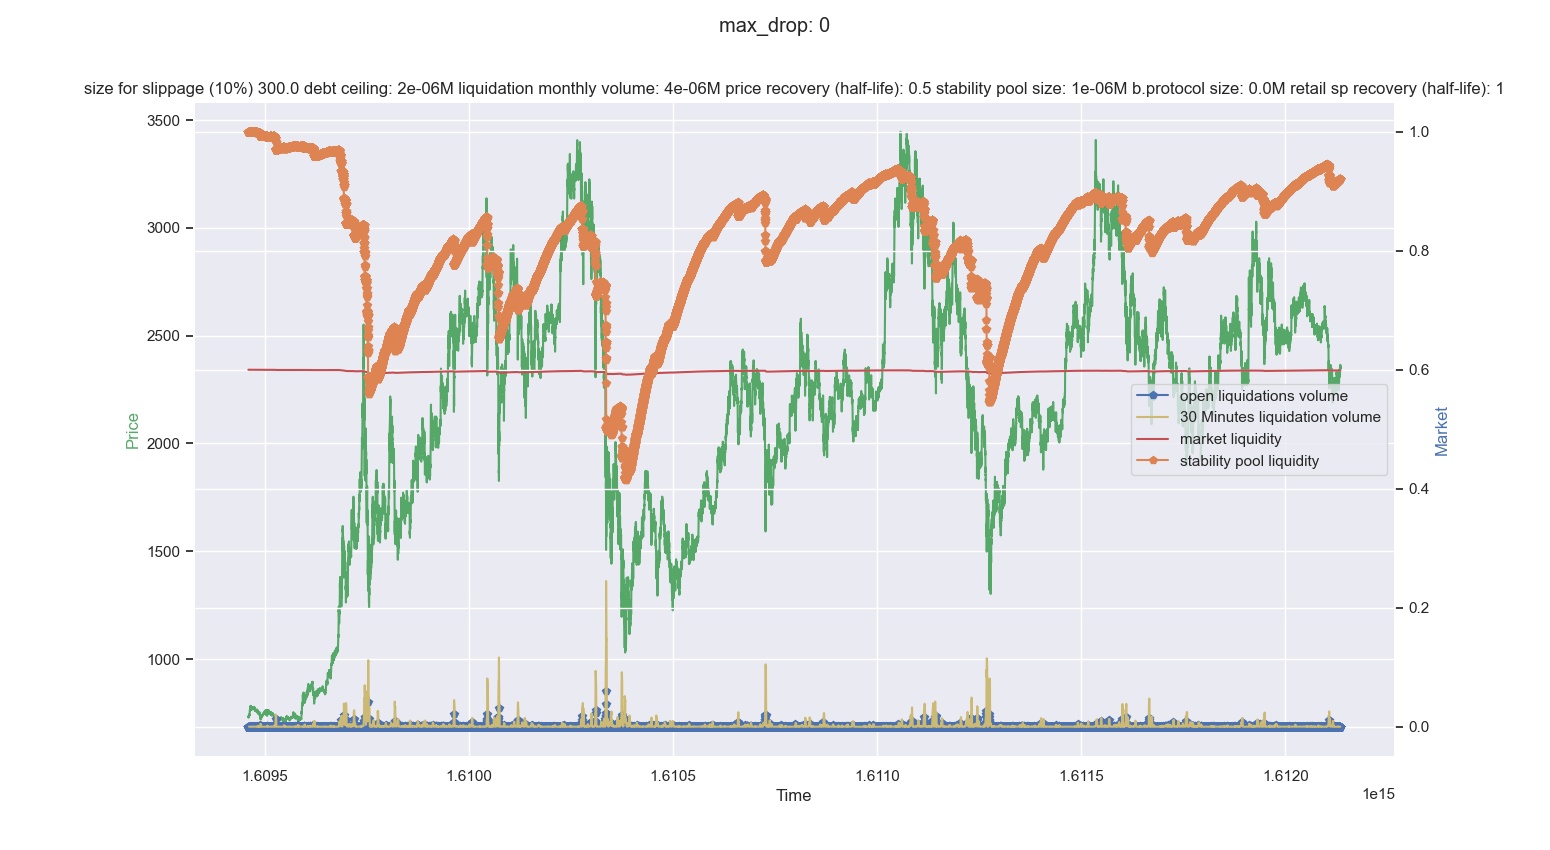 max_drop: 0
size for slippage (10%) 300.0 debt ceiling: 2e-06M liquidation monthly volume: 4e-06M price recovery (half-life): 0.5 stability pool size: 1e-06M b.protocol size: 0.0M retail sp recovery (half-life): 1
3500
3000
2500
2000
1500
1000
Price
1.0
0.8
0.6
0.4
0.2
0.0
Market
open liquidations volume
30 Minutes liquidation volume
market liquidity
stability pool liquidity
1.6095 1.6100 1.6105 1.6110 1.6115 1.6120
Time
1e15